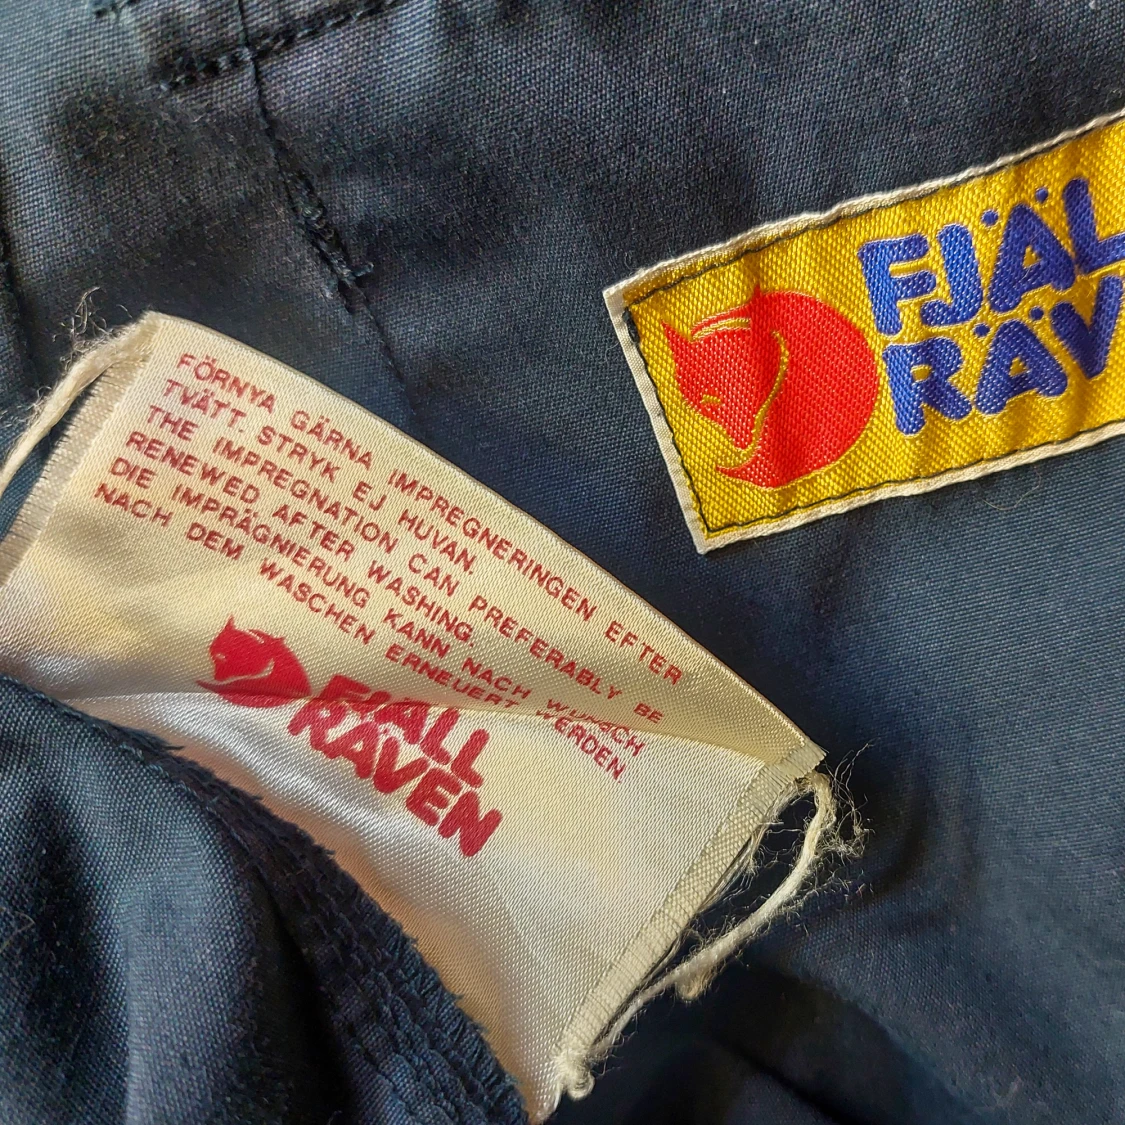 FÖRNYA GÄRNA IMPREGNERINGEN EFTER
TVÄTT. STRYK EJ HUVAN.
THE IMPREGNATION CAN PREFERABLY BE
RENEWED AFTER WASHING.
DIE IMPRÄGNIERUNG KANN NACH WUNSCH
NACH DEM WASCHEN ERNEUERT WERDEN.
FJÄLL
RÄVEN
FJÄL
RÄV